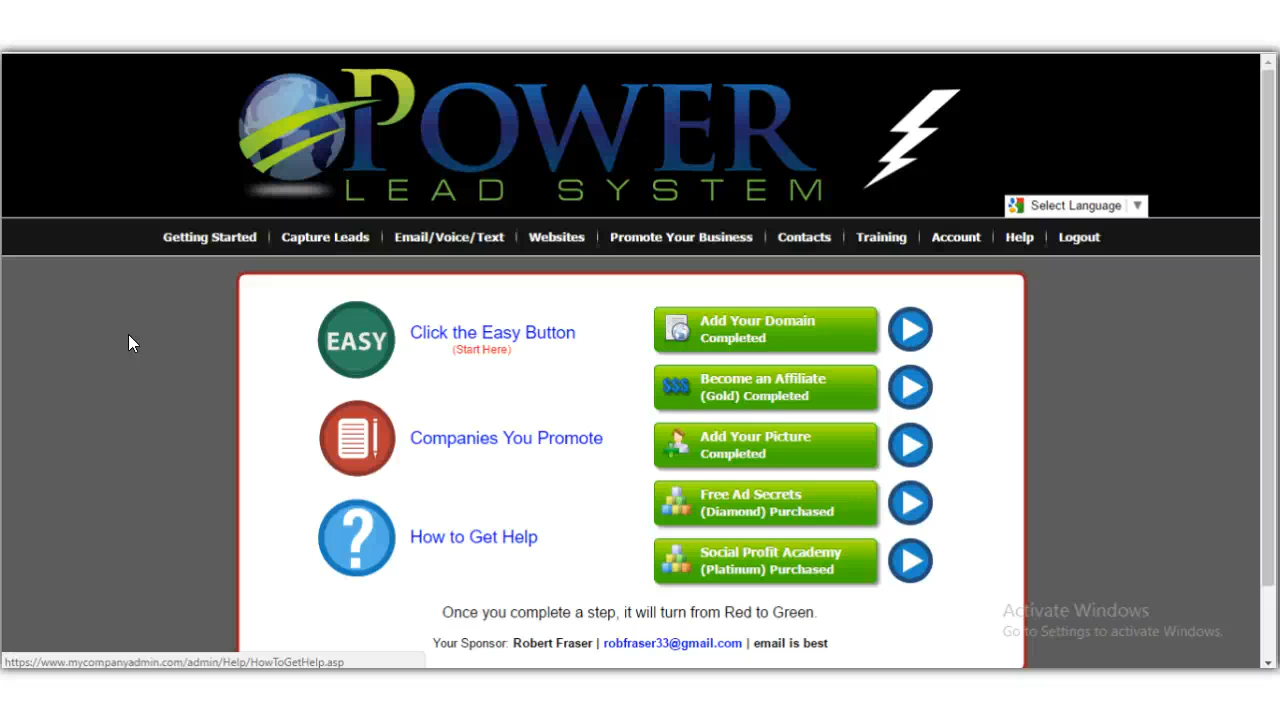 POWER
LEAD SYSTEM
Select Language ▼
Getting Started | Capture Leads | Email/Voice/Text | Websites | Promote Your Business | Contacts | Training | Account | Help | Logout
EASY
Click the Easy Button
(Start Here)
Companies You Promote
How to Get Help
Add Your Domain
Completed
Become an Affiliate
(Gold) Completed
Add Your Picture
Completed
Free Ad Secrets
(Diamond) Purchased
Social Profit Academy
(Platinum) Purchased
Once you complete a step, it will turn from Red to Green.
Your Sponsor: Robert Fraser | robfraser33@gmail.com | email is best
Activate Windows
Go to Settings to activate Windows.
https://www.mycompanyadmin.com/admin/Help/HowToGetHelp.asp